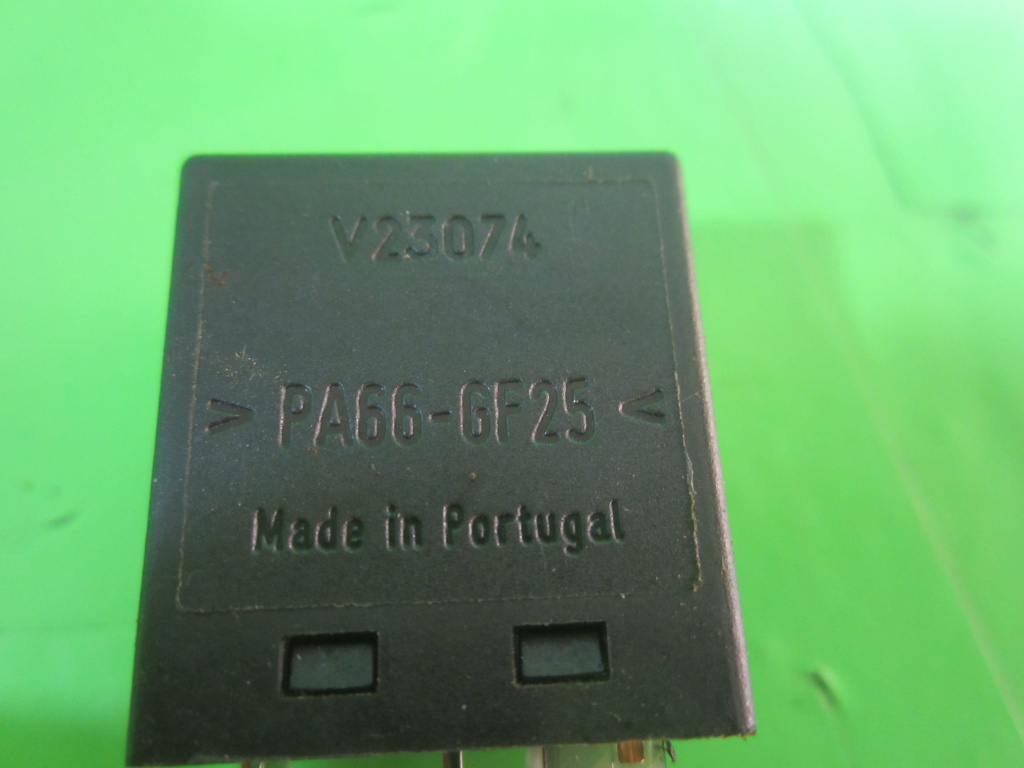 V23074
> PA66-GF25 <
Made in Portugal